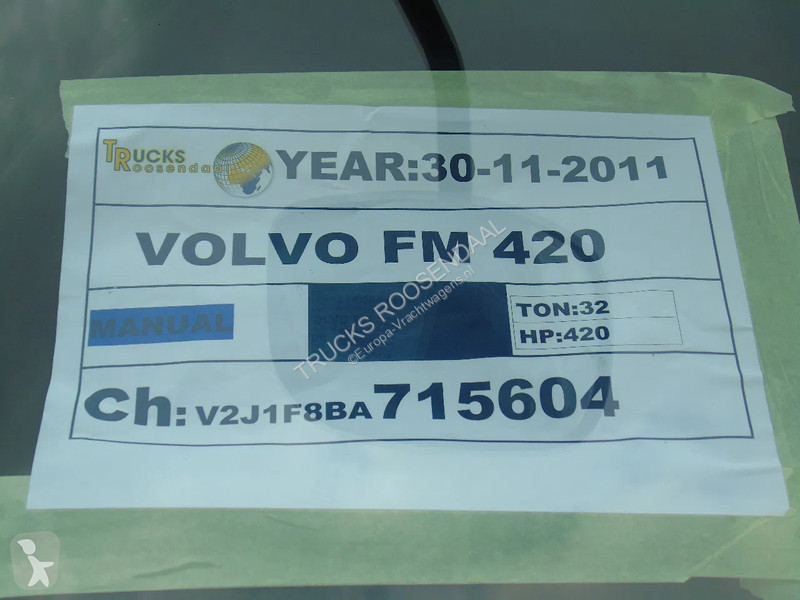 TRUCKS
Roosendaal
YEAR:30-11-2011
VOLVO FM 420
MANUAL
TON:32
HP:420
Ch: V2J1F8BA715604
TRUCKS ROOSENDAAL
©Europa-Vrachtwagens.nl